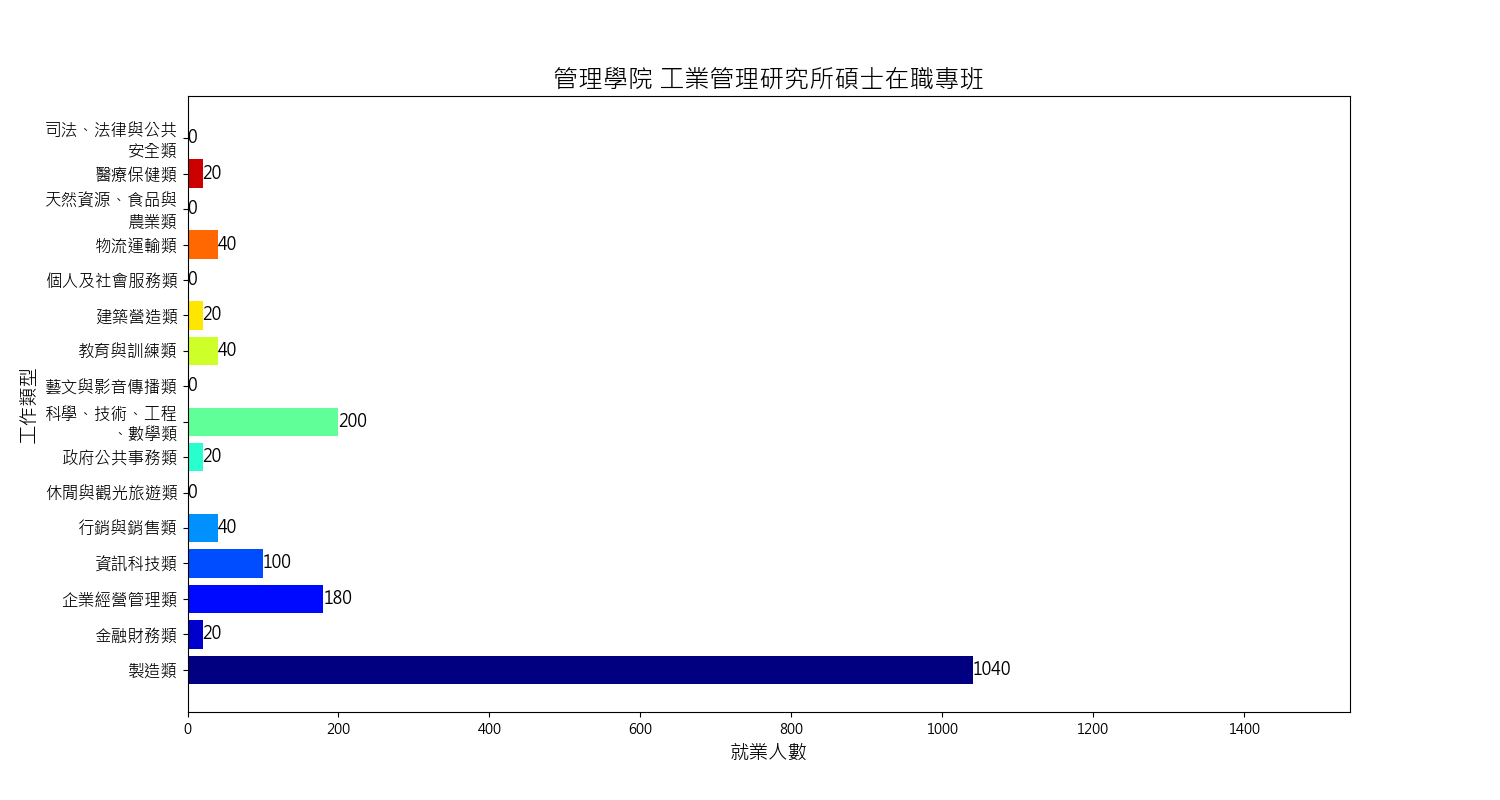 管理學院 工業管理研究所碩士在職專班
工作類型
司法、法律與公共
安全類
0
醫療保健類
20
天然資源、食品與
農業類
0
物流運輸類
40
個人及社會服務類
0
建築營造類
20
教育與訓練類
40
藝文與影音傳播類
0
科學、技術、工程
、數學類
200
政府公共事務類
20
休閒與觀光旅遊類
0
行銷與銷售類
40
資訊科技類
100
企業經營管理類
180
金融財務類
20
製造類
1040
0 200 400 600 800 1000 1200 1400
就業人數